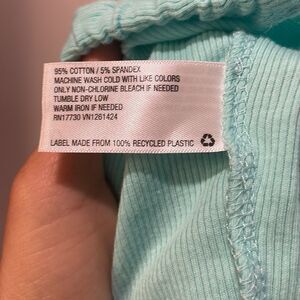 95% COTTON / 5% SPANDEX
MACHINE WASH COLD WITH LIKE COLORS
ONLY NON-CHLORINE BLEACH IF NEEDED
TUMBLE DRY LOW
WARM IRON IF NEEDED
RN17730 VN1261424
LABEL MADE FROM 100% RECYCLED PLASTIC